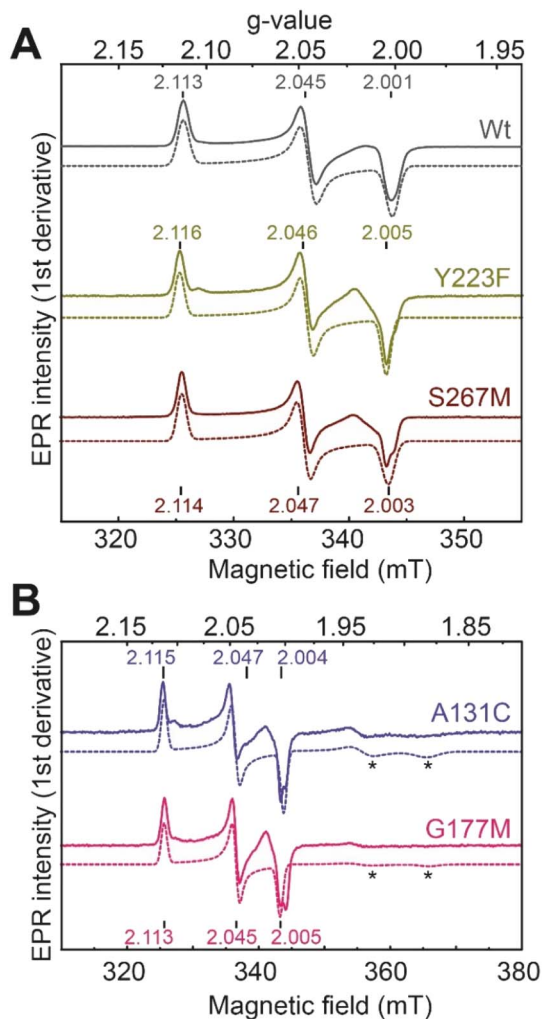 g-value
A
2.15 2.10 2.05 2.00 1.95
2.113 2.045 2.001
Wt
2.116 2.046 2.005
Y223F
S267M
2.114 2.047 2.003
EPR intensity (1st derivative)
320 330 340 350
Magnetic field (mT)
B
2.15 2.05 1.95 1.85
2.115 2.047 2.004
A131C
* *
G177M
* *
2.113 2.045 2.005
EPR intensity (1st derivative)
320 340 360 380
Magnetic field (mT)